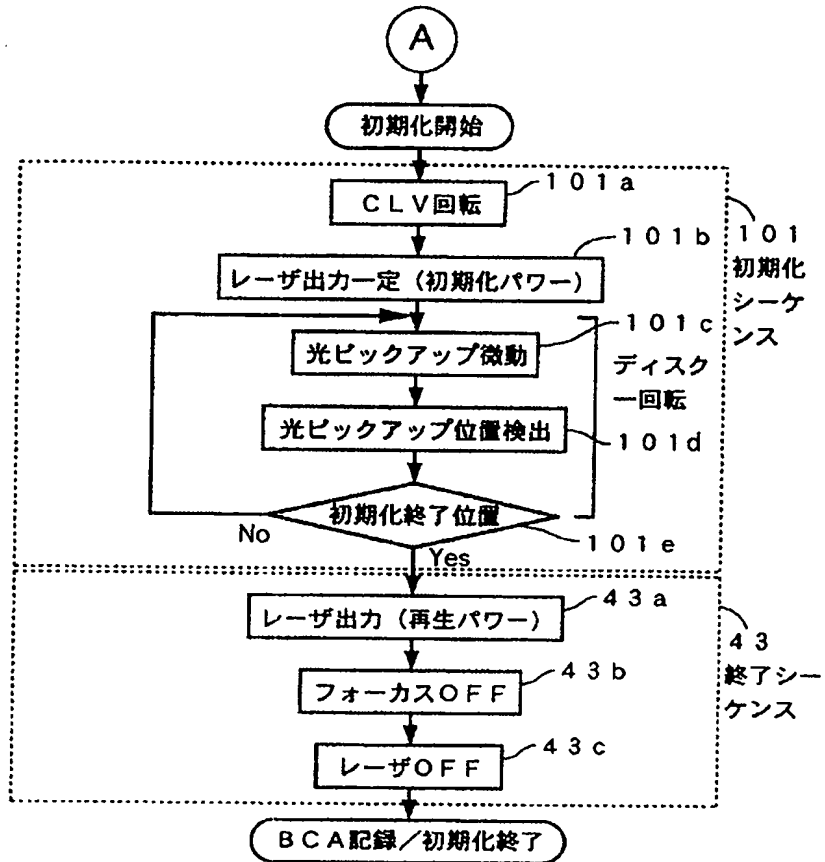 A
初期化開始
101a
CLV回転
101b
101
初期化
シーケ
ンス
レーザ出力一定（初期化パワー）
101c
光ピックアップ微動
ディスク
一回転
光ピックアップ位置検出
101d
初期化終了位置
No
101e
Yes
43a
レーザ出力（再生パワー）
43
終了シー
ケンス
43b
フォーカスOFF
43c
レーザOFF
BCA記録／初期化終了